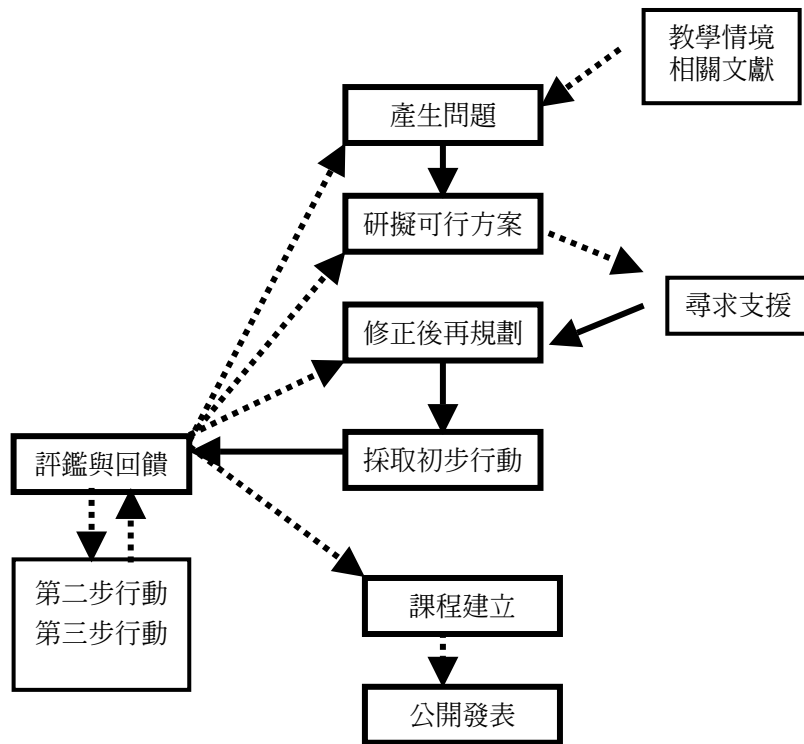 教學情境
相關文獻
產生問題
研擬可行方案
尋求支援
修正後再規劃
採取初步行動
評鑑與回饋
第二步行動
第三步行動
課程建立
公開發表